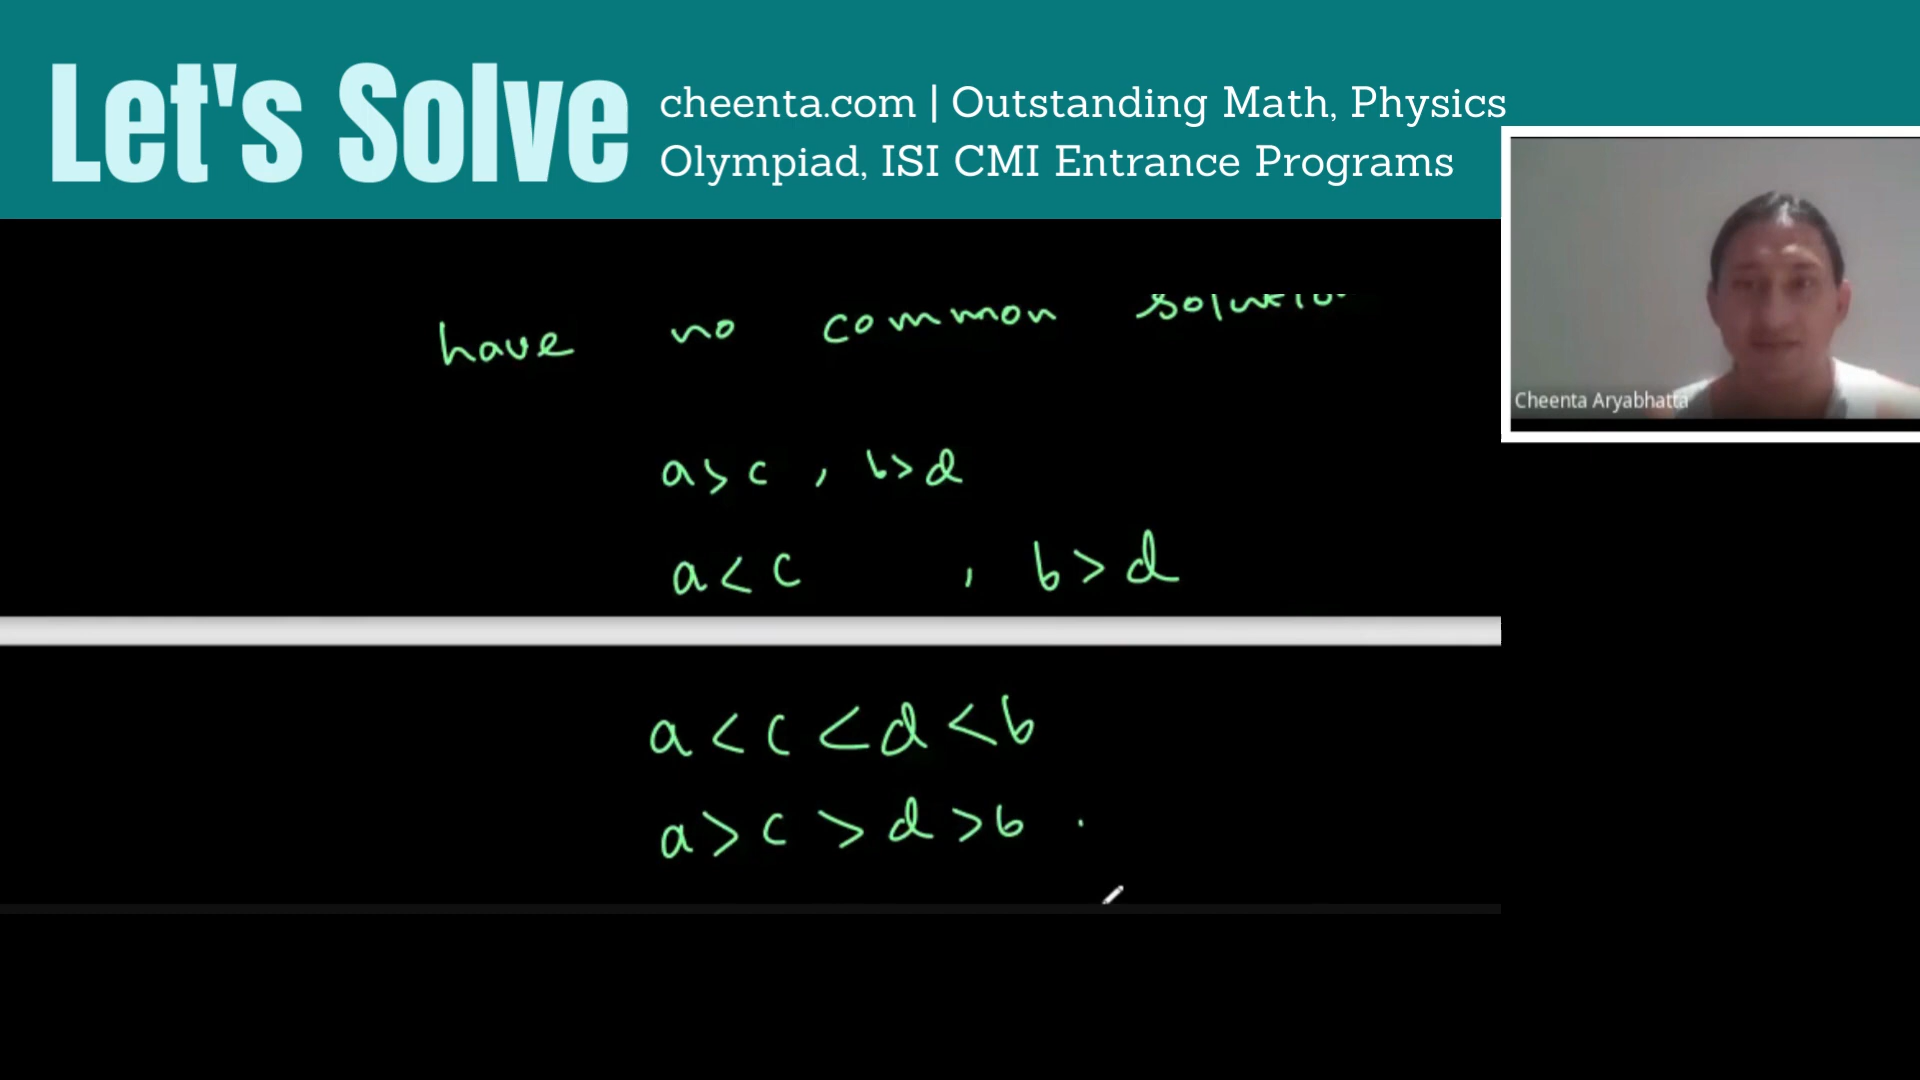 Let's Solve
cheenta.com | Outstanding Math, Physics
Olympiad, ISI CMI Entrance Programs
Cheenta Aryabhatta
have no common
a > c , b > d
a < c , b > d
a < c < d < b
a > c > d > b .